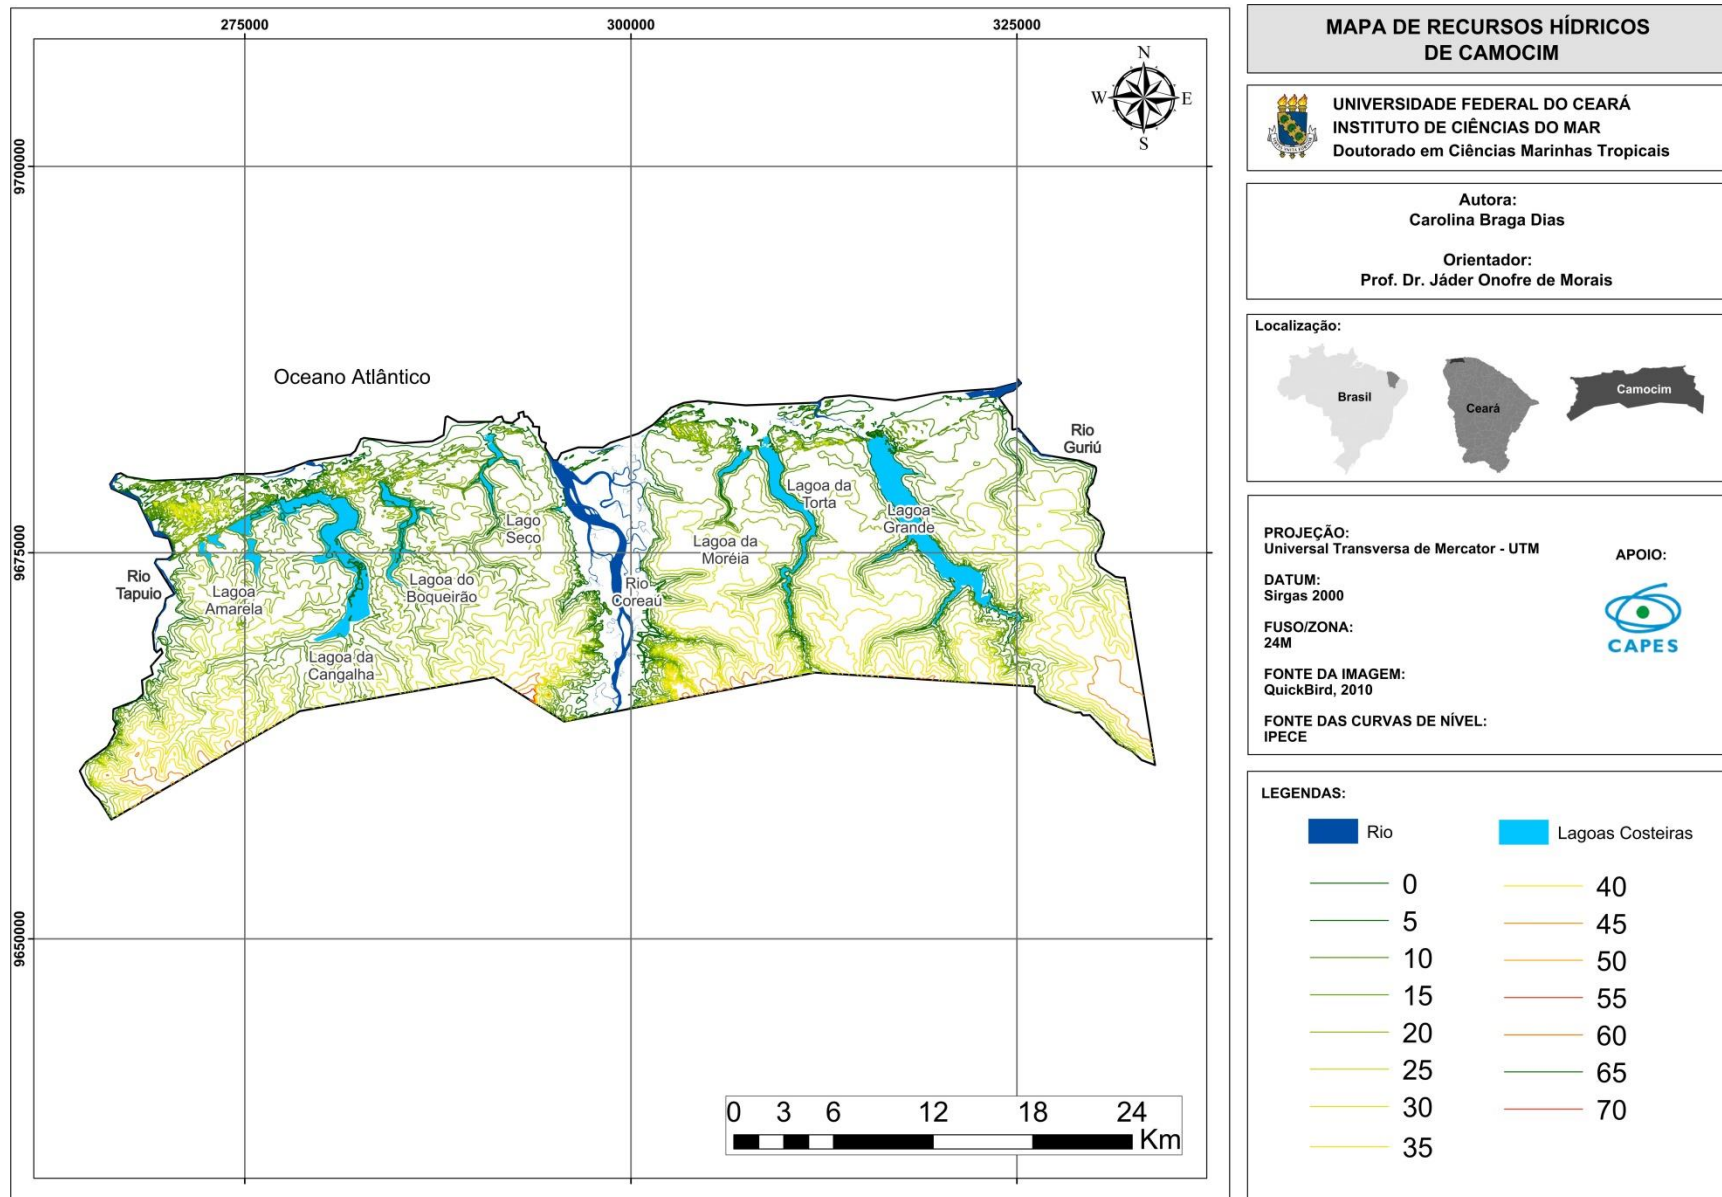 275000
300000
325000
9700000
9675000
9650000
N
W
E
S
Oceano Atlântico
Rio
Tapuio
Lagoa
Amarela
Lagoa da
Cangalha
Lagoa do
Boqueirão
Lago
Seco
Rio
Coreaú
Lagoa da
Moréia
Lagoa da
Torta
Lagoa
Grande
Rio
Guriú
0 3 6 12 18 24
Km
MAPA DE RECURSOS HÍDRICOS
DE CAMOCIM
UNIVERSIDADE FEDERAL DO CEARÁ
INSTITUTO DE CIÊNCIAS DO MAR
Doutorado em Ciências Marinhas Tropicais
Autora:
Carolina Braga Dias
Orientador:
Prof. Dr. Jáder Onofre de Morais
Localização:
Brasil
Ceará
Camocim
PROJEÇÃO:
Universal Transversa de Mercator - UTM
DATUM:
Sirgas 2000
FUSO/ZONA:
24M
FONTE DA IMAGEM:
QuickBird, 2010
FONTE DAS CURVAS DE NÍVEL:
IPECE
APOIO:
CAPES
LEGENDAS:
Rio
Lagoas Costeiras
0
5
10
15
20
25
30
35
40
45
50
55
60
65
70